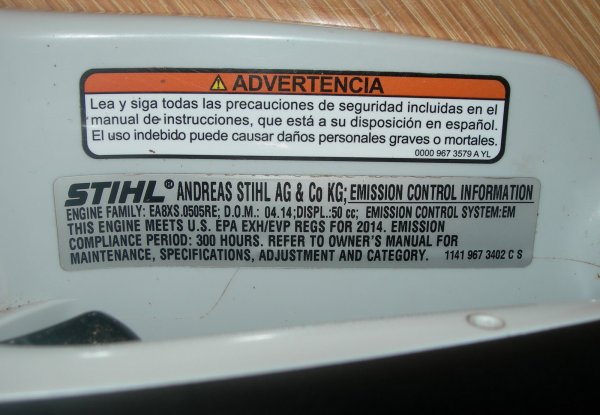 ⚠ ADVERTENCIA
Lea y siga todas las precauciones de seguridad incluidas en el
manual de instrucciones, que está a su disposición en español.
El uso indebido puede causar daños personales graves o mortales.
0000 967 3579 A YL
STIHL® ANDREAS STIHL AG & Co KG; EMISSION CONTROL INFORMATION
ENGINE FAMILY: EA8XS.0505RE; D.O.M.: 04.14;DISPL.:50 cc; EMISSION CONTROL SYSTEM:EM
THIS ENGINE MEETS U.S. EPA EXH/EVP REGS FOR 2014. EMISSION
COMPLIANCE PERIOD: 300 HOURS. REFER TO OWNER'S MANUAL FOR
MAINTENANCE, SPECIFICATIONS, ADJUSTMENT AND CATEGORY. 1141 967 3402 C S